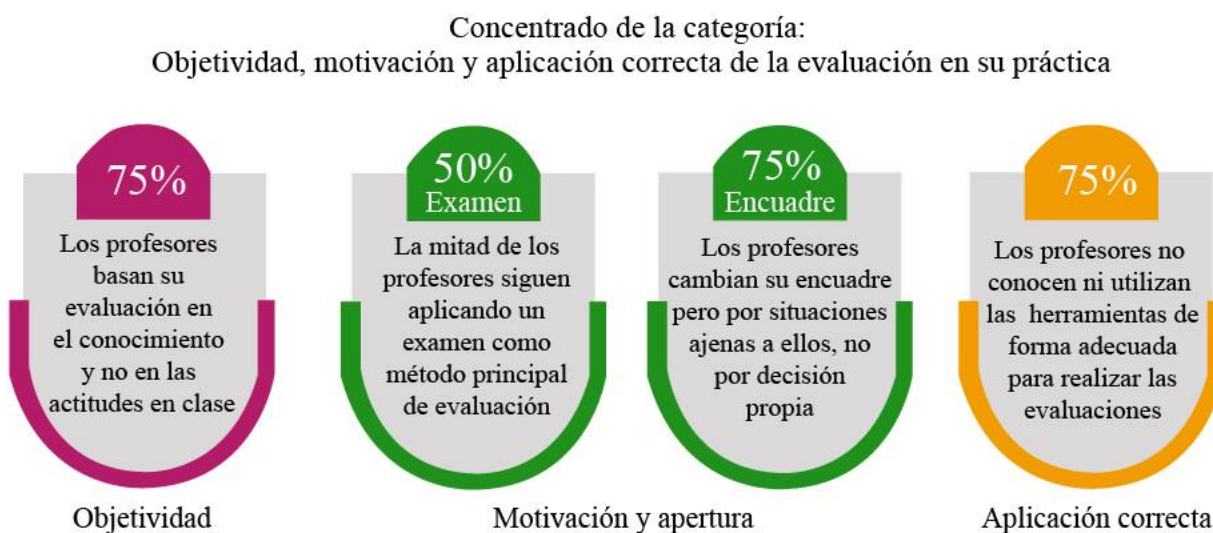 Concentrado de la categoría:
Objetividad, motivación y aplicación correcta de la evaluación en su práctica
75%
Los profesores
basan su
evaluación en
el conocimiento
y no en las
actitudes en clase
Objetividad
50%
Examen
La mitad de los
profesores siguen
aplicando un
examen como
método principal
de evaluación
75%
Encuadre
Los profesores
cambian su encuadre
pero por situaciones
ajenas a ellos, no
por decisión
propia
Motivación y apertura
75%
Los profesores no
conocen ni utilizan
las herramientas de
forma adecuada
para realizar las
evaluaciones
Aplicación correcta